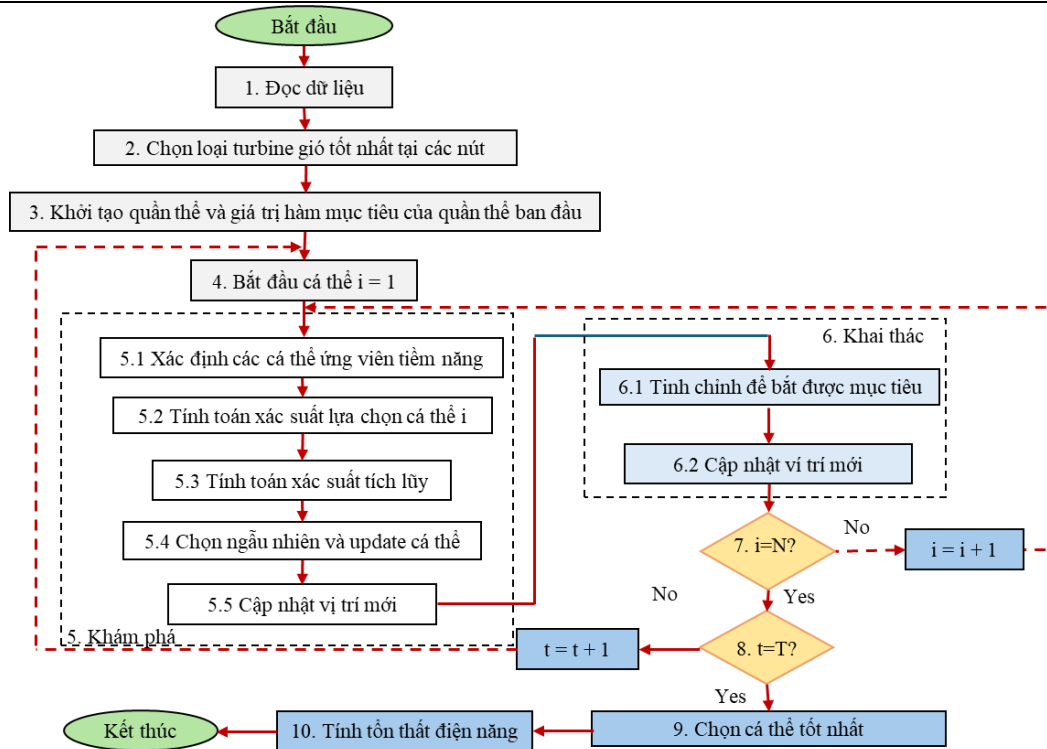 Bắt đầu
1. Đọc dữ liệu
2. Chọn loại turbine gió tốt nhất tại các nút
3. Khởi tạo quần thể và giá trị hàm mục tiêu của quần thể ban đầu
4. Bắt đầu cá thể i = 1
5.1 Xác định các cá thể ứng viên tiềm năng
5.2 Tính toán xác suất lựa chọn cá thể i
5.3 Tính toán xác suất tích lũy
5.4 Chọn ngẫu nhiên và update cá thể
5.5 Cập nhật vị trí mới
5. Khám phá
6. Khai thác
6.1 Tinh chỉnh để bắt được mục tiêu
6.2 Cập nhật ví trí mới
7. i=N?
No
i = i + 1
Yes
No
8. t=T?
t = t + 1
Yes
9. Chọn cá thể tốt nhất
10. Tính tổn thất điện năng
Kết thúc